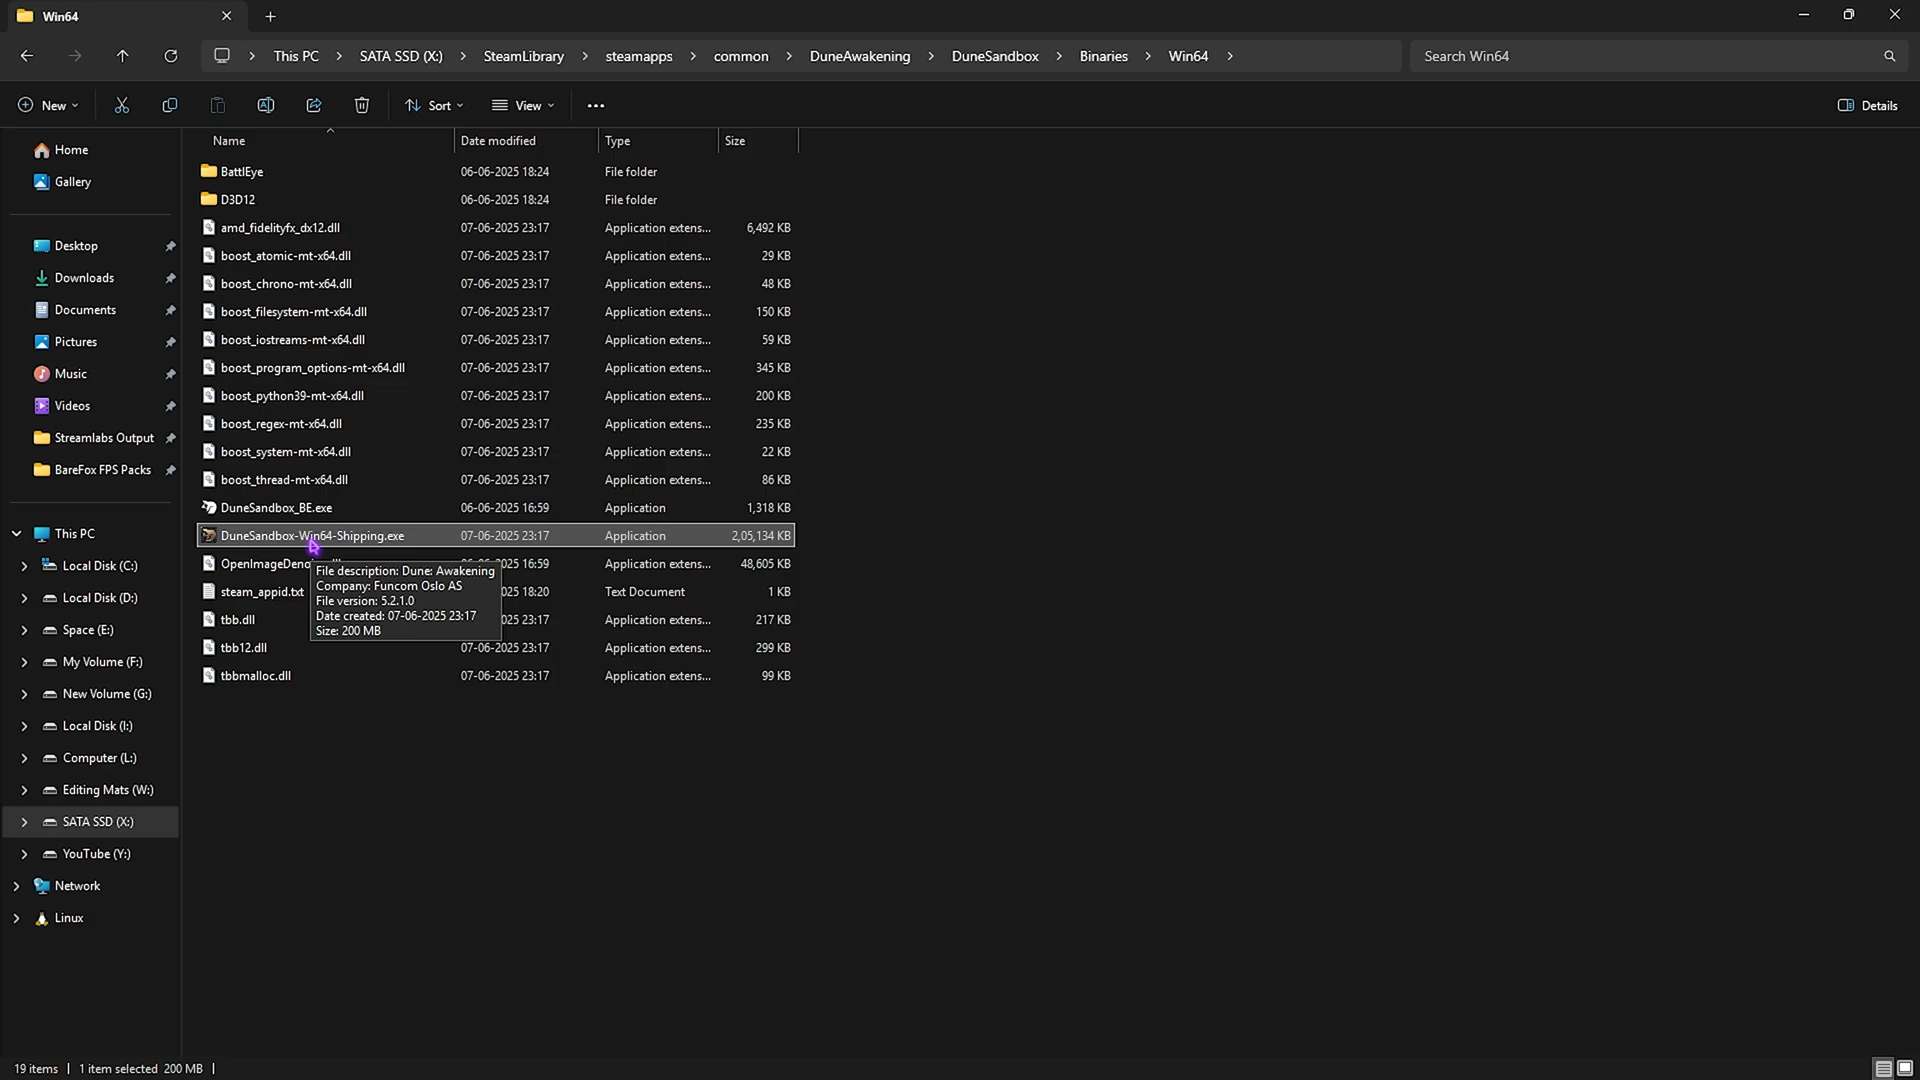 Win64
This PC > SATA SSD (X:) > SteamLibrary > steamapps > common > DuneAwakening > DuneSandbox > Binaries > Win64 >
Search Win64
New
Sort
View
Details
Name Date modified Type Size
Home
Gallery
Desktop
Downloads
Documents
Pictures
Music
Videos
Streamlabs Output
BareFox FPS Packs
This PC
Local Disk (C:)
Local Disk (D:)
Space (E:)
My Volume (F:)
New Volume (G:)
Local Disk (I:)
Computer (L:)
Editing Mats (W:)
SATA SSD (X:)
YouTube (Y:)
Network
Linux
BattlEye 06-06-2025 18:24 File folder
D3D12 06-06-2025 18:24 File folder
amd_fidelityfx_dx12.dll 07-06-2025 23:17 Application extens... 6,492 KB
boost_atomic-mt-x64.dll 07-06-2025 23:17 Application extens... 29 KB
boost_chrono-mt-x64.dll 07-06-2025 23:17 Application extens... 48 KB
boost_filesystem-mt-x64.dll 07-06-2025 23:17 Application extens... 150 KB
boost_iostreams-mt-x64.dll 07-06-2025 23:17 Application extens... 59 KB
boost_program_options-mt-x64.dll 07-06-2025 23:17 Application extens... 345 KB
boost_python39-mt-x64.dll 07-06-2025 23:17 Application extens... 200 KB
boost_regex-mt-x64.dll 07-06-2025 23:17 Application extens... 235 KB
boost_system-mt-x64.dll 07-06-2025 23:17 Application extens... 22 KB
boost_thread-mt-x64.dll 07-06-2025 23:17 Application extens... 86 KB
DuneSandbox_BE.exe 06-06-2025 16:59 Application 1,318 KB
DuneSandbox-Win64-Shipping.exe 07-06-2025 23:17 Application 2,05,134 KB
16:59 Application extens... 48,605 KB
steam_appid.txt 18:20 Text Document 1 KB
tbb.dll 23:17 Application extens... 217 KB
tbb12.dll 07-06-2025 23:17 Application extens... 299 KB
tbbmalloc.dll 07-06-2025 23:17 Application extens... 99 KB
File description: Dune: Awakening
Company: Funcom Oslo AS
File version: 5.2.1.0
Date created: 07-06-2025 23:17
Size: 200 MB
19 items | 1 item selected 200 MB |